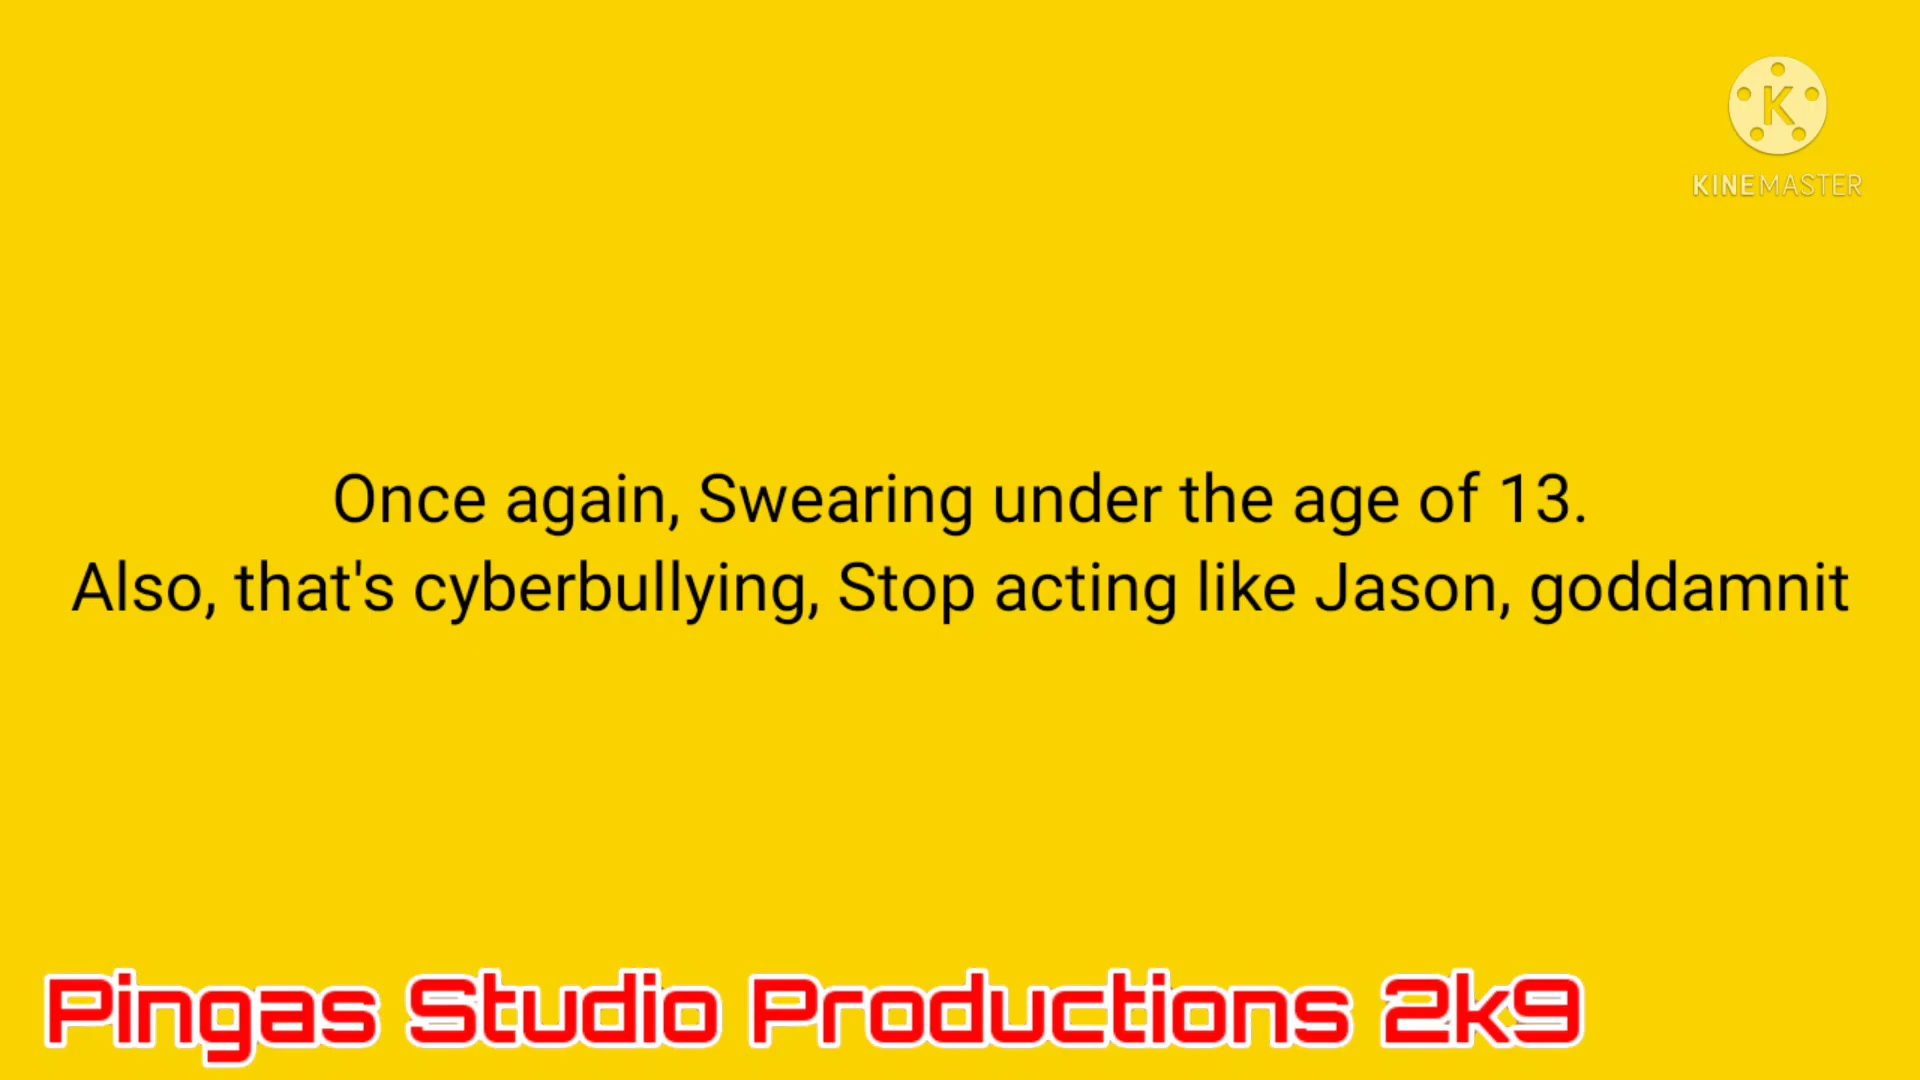 K
KINEMASTER
Once again, Swearing under the age of 13.
Also, that's cyberbullying, Stop acting like Jason, goddamnit
Pingas Studio Productions 2k9